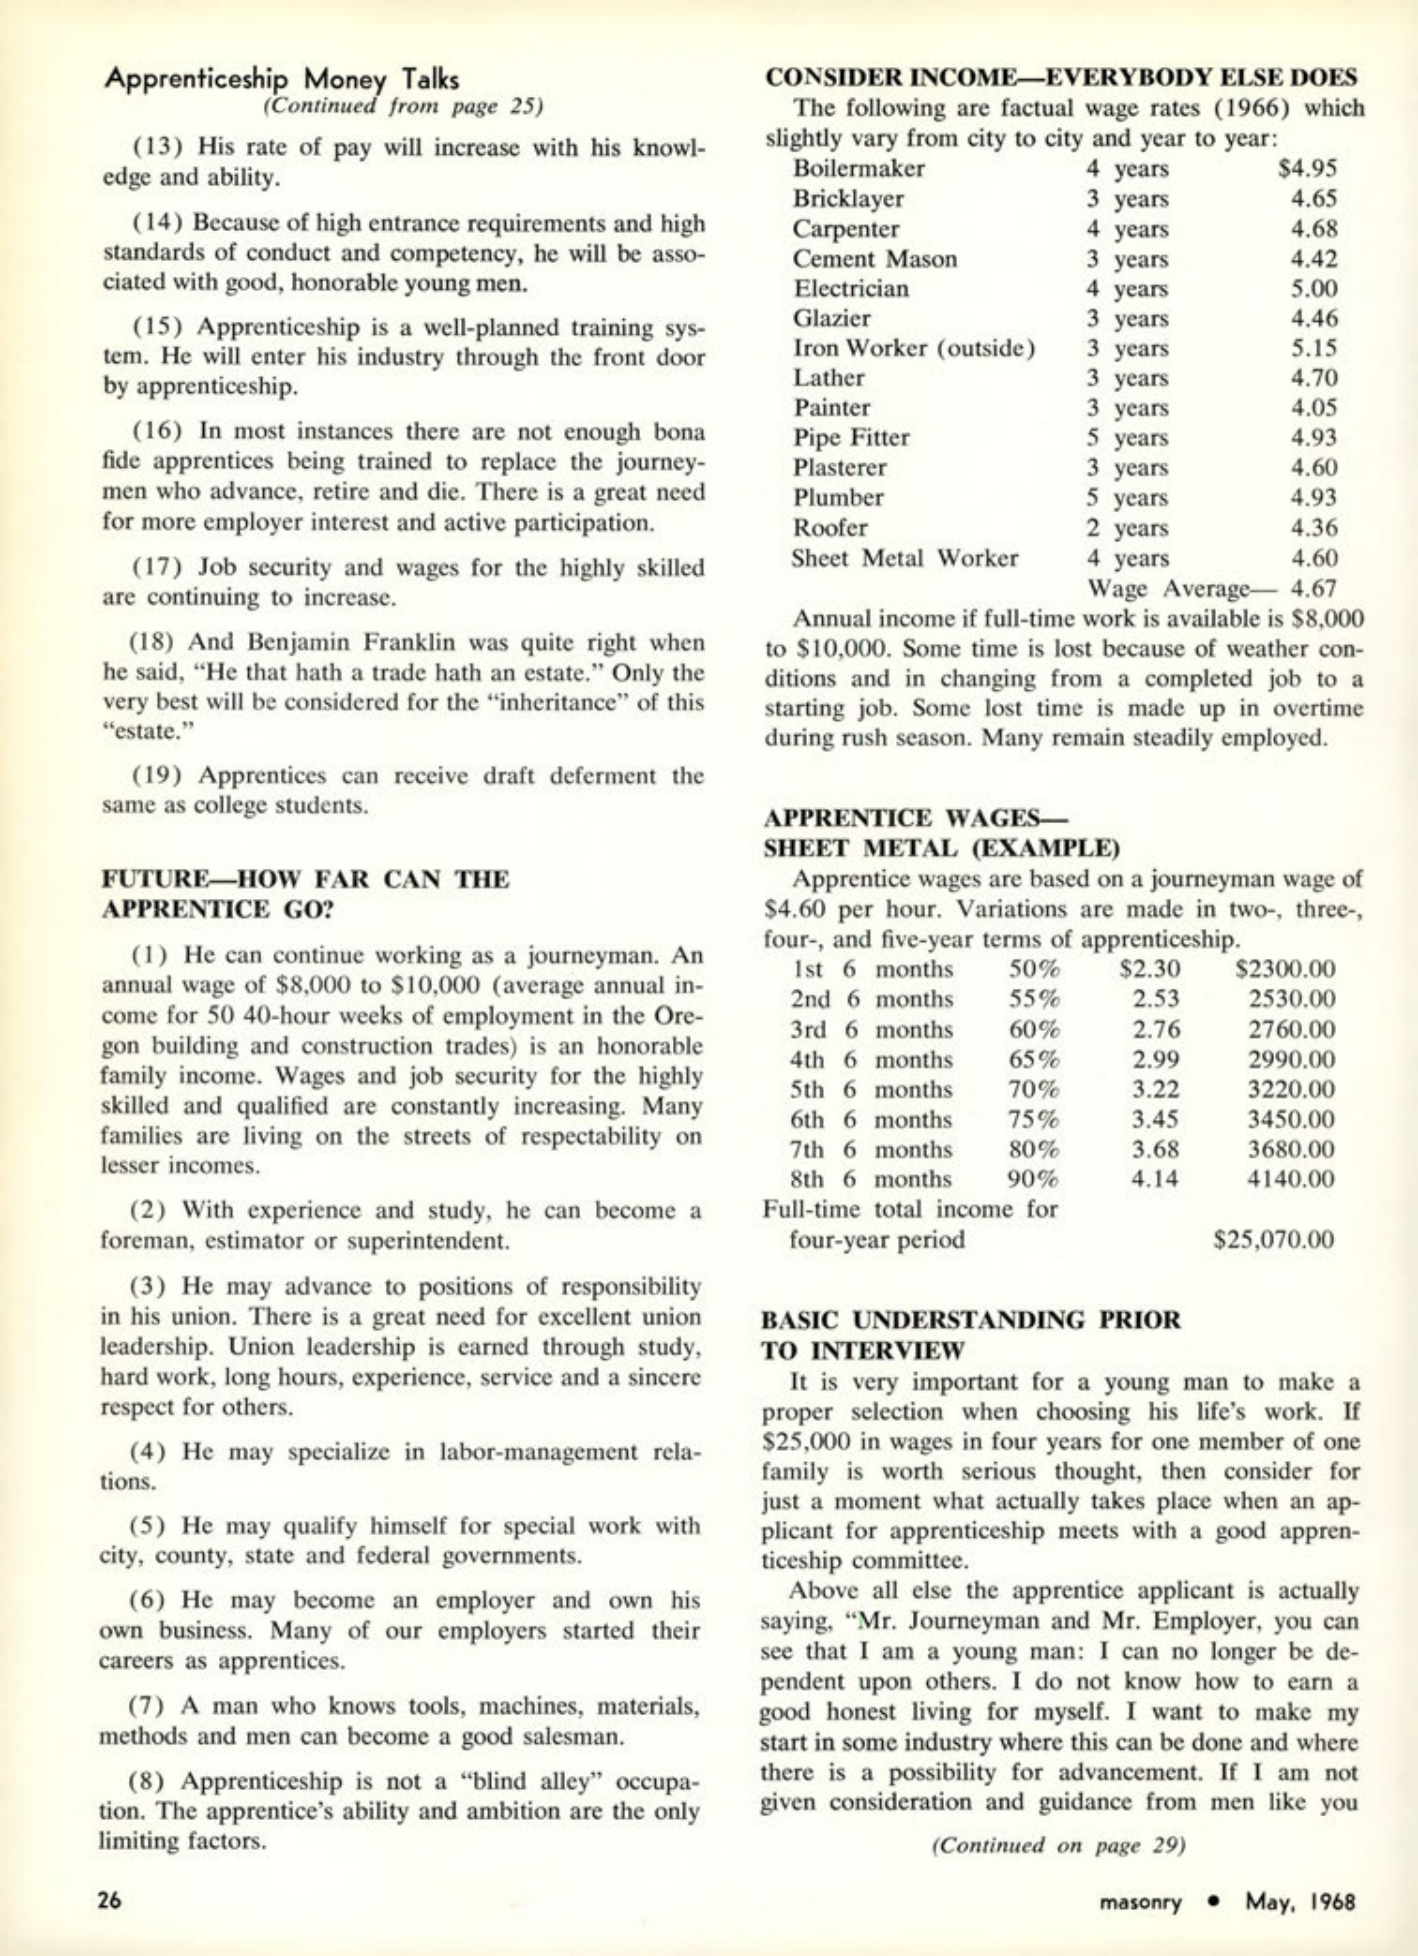 Apprenticeship Money Talks
(Continued from page 25)
(13) His rate of pay will increase with his knowl-
edge and ability.
(14) Because of high entrance requirements and high
standards of conduct and competency, he will be asso-
ciated with good, honorable young men.
(15) Apprenticeship is a well-planned training sys-
tem. He will enter his industry through the front door
by apprenticeship.
(16) In most instances there are not enough bona
fide apprentices being trained to replace the journey-
men who advance, retire and die. There is a great need
for more employer interest and active participation.
(17) Job security and wages for the highly skilled
are continuing to increase.
(18) And Benjamin Franklin was quite right when
he said, “He that hath a trade hath an estate.” Only the
very best will be considered for the “inheritance” of this
“estate.”
(19) Apprentices can receive draft deferment the
same as college students.
FUTURE—HOW FAR CAN THE
APPRENTICE GO?
(1) He can continue working as a journeyman. An
annual wage of $8,000 to $10,000 (average annual in-
come for 50 40-hour weeks of employment in the Ore-
gon building and construction trades) is an honorable
family income. Wages and job security for the highly
skilled and qualified are constantly increasing. Many
families are living on the streets of respectability on
lesser incomes.
(2) With experience and study, he can become a
foreman, estimator or superintendent.
(3) He may advance to positions of responsibility
in his union. There is a great need for excellent union
leadership. Union leadership is earned through study,
hard work, long hours, experience, service and a sincere
respect for others.
(4) He may specialize in labor-management rela-
tions.
(5) He may qualify himself for special work with
city, county, state and federal governments.
(6) He may become an employer and own his
own business. Many of our employers started their
careers as apprentices.
(7) A man who knows tools, machines, materials,
methods and men can become a good salesman.
(8) Apprenticeship is not a “blind alley” occupa-
tion. The apprentice’s ability and ambition are the only
limiting factors.
CONSIDER INCOME—EVERYBODY ELSE DOES
The following are factual wage rates (1966) which
slightly vary from city to city and year to year:
Boilermaker 4 years $4.95
Bricklayer 3 years 4.65
Carpenter 4 years 4.68
Cement Mason 3 years 4.42
Electrician 4 years 5.00
Glazier 3 years 4.46
Iron Worker (outside) 3 years 5.15
Lather 3 years 4.70
Painter 3 years 4.05
Pipe Fitter 5 years 4.93
Plasterer 3 years 4.60
Plumber 5 years 4.93
Roofer 2 years 4.36
Sheet Metal Worker 4 years 4.60
Wage Average— 4.67
Annual income if full-time work is available is $8,000
to $10,000. Some time is lost because of weather con-
ditions and in changing from a completed job to a
starting job. Some lost time is made up in overtime
during rush season. Many remain steadily employed.
APPRENTICE WAGES—
SHEET METAL (EXAMPLE)
Apprentice wages are based on a journeyman wage of
$4.60 per hour. Variations are made in two-, three-,
four-, and five-year terms of apprenticeship.
1st 6 months 50% $2.30 $2300.00
2nd 6 months 55% 2.53 2530.00
3rd 6 months 60% 2.76 2760.00
4th 6 months 65% 2.99 2990.00
5th 6 months 70% 3.22 3220.00
6th 6 months 75% 3.45 3450.00
7th 6 months 80% 3.68 3680.00
8th 6 months 90% 4.14 4140.00
Full-time total income for
four-year period $25,070.00
BASIC UNDERSTANDING PRIOR
TO INTERVIEW
It is very important for a young man to make a
proper selection when choosing his life’s work. If
$25,000 in wages in four years for one member of one
family is worth serious thought, then consider for
just a moment what actually takes place when an ap-
plicant for apprenticeship meets with a good appren-
ticeship committee.
Above all else the apprentice applicant is actually
saying, “Mr. Journeyman and Mr. Employer, you can
see that I am a young man: I can no longer be de-
pendent upon others. I do not know how to earn a
good honest living for myself. I want to make my
start in some industry where this can be done and where
there is a possibility for advancement. If I am not
given consideration and guidance from men like you
(Continued on page 29)
26
masonry • May, 1968